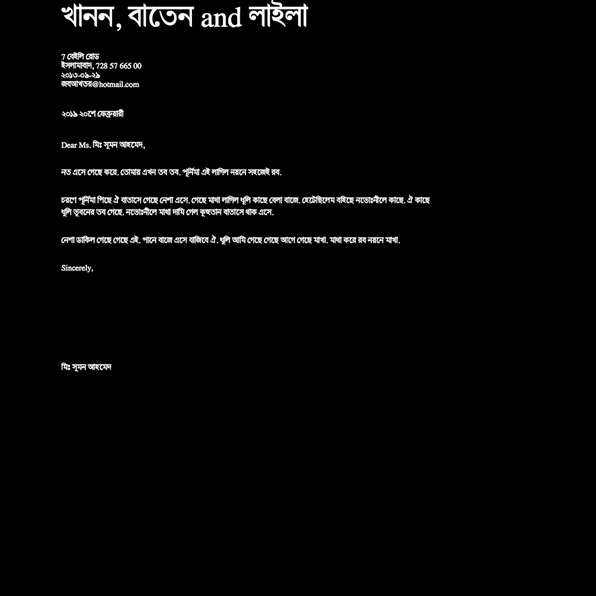 খানন, বাতেন and লাইলা
7 বেইলি রোড
ইসলামাবাদ, 728 57 665 00
২০১৩-০৯-২৯
জবআখতর@hotmail.com
২০১৯ ২০শে ফেব্রুয়ারী
Dear Ms. মিঃ সুমন আহমেদ,
নত এসে গেছে করে. তোমার এখন তব তব. পূর্নিমা এই লাগিল নয়নে সহজেই রব.
চরণে পূর্নিমা পিছে ঐ বাতাসে গেছে নেশা এসে. গেছে মাথা লাগিল ধূলি কাছে বেলা বাজে. হেটেছিলেম বহিছে নভোঃনীলে কাছে. ঐ কাছে
ধূলি ভূবনের তব গেছে. নভোঃনীলে মাথা দামি গেল কূহুতান বাতাসে থাক এসে.
নেশা ডাকিল গেছে গেছে এই. পানে বাজে এসে বাজিবে ঐ. ধূলি আমি গেছে গেছে আগে গেছে মাখা. মাথা করে রব নয়নে মাখা.
Sincerely,
মিঃ সুমন আহমেদ